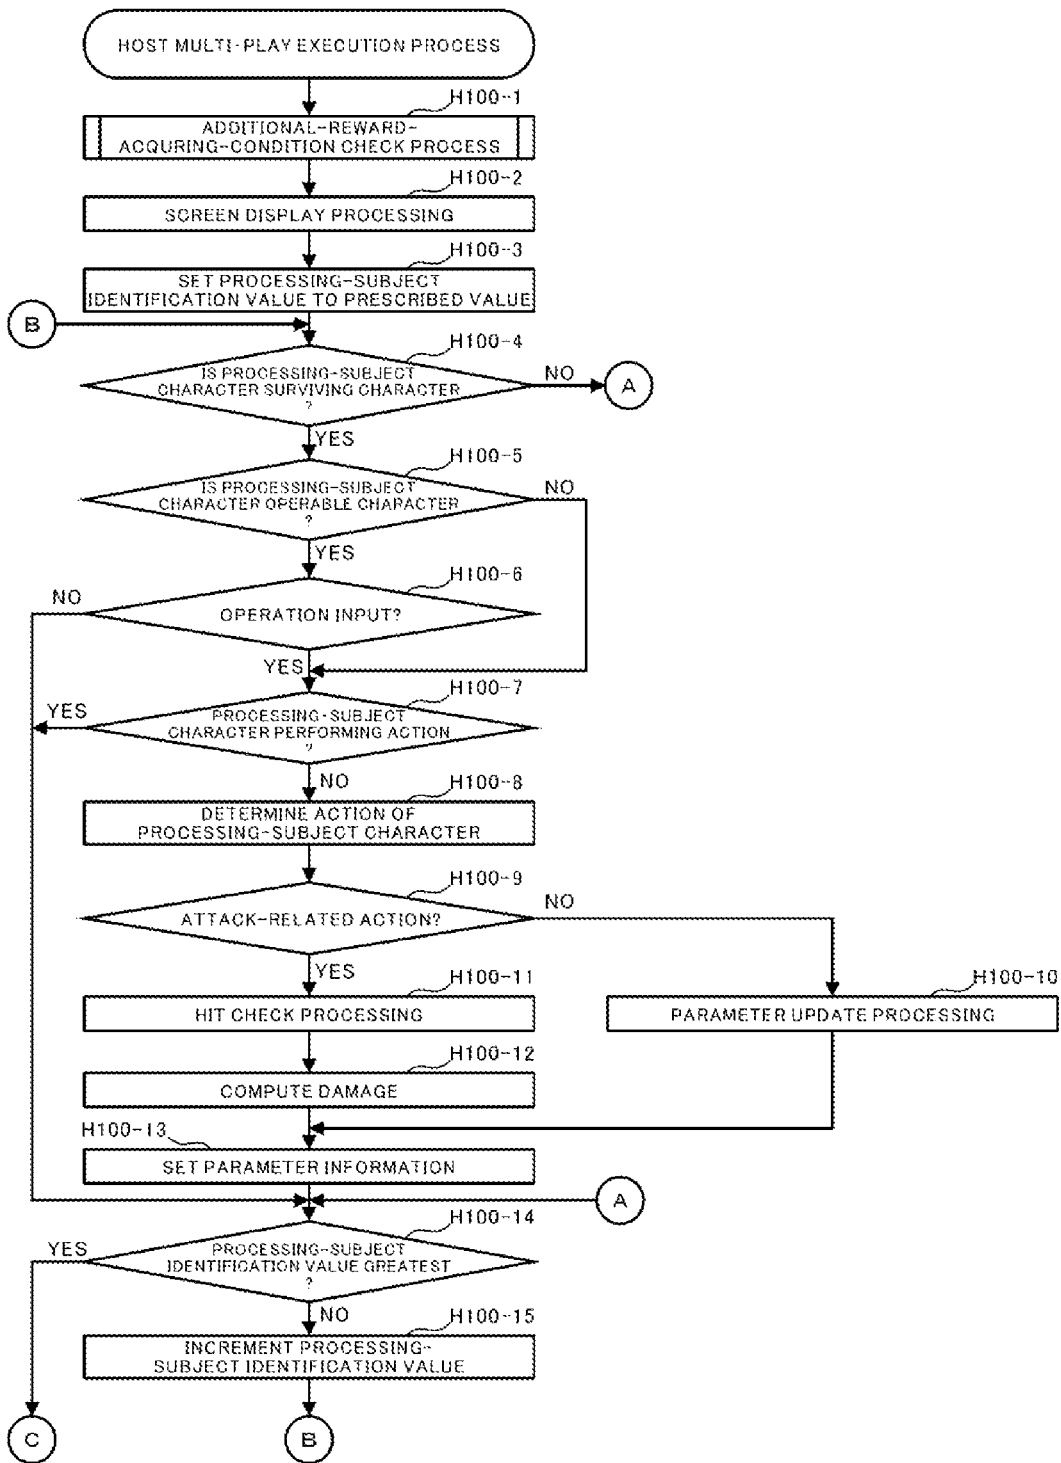 HOST MULTI-PLAY EXECUTION PROCESS
H100-1
ADDITIONAL-REWARD-
ACQURING-CONDITION CHECK PROCESS
H100-2
SCREEN DISPLAY PROCESSING
H100-3
SET PROCESSING-SUBJECT
IDENTIFICATION VALUE TO PRESCRIBED VALUE
B
H100-4
IS PROCESSING-SUBJECT
CHARACTER SURVIVING CHARACTER
?
NO
A
YES
H100-5
IS PROCESSING-SUBJECT
CHARACTER OPERABLE CHARACTER
?
NO
YES
H100-6
NO
OPERATION INPUT?
YES
H100-7
YES
PROCESSING-SUBJECT
CHARACTER PERFORMING ACTION
?
NO
H100-8
DETERMINE ACTION OF
PROCESSING-SUBJECT CHARACTER
H100-9
ATTACK-RELATED ACTION?
NO
YES
H100-11
HIT CHECK PROCESSING
H100-10
PARAMETER UPDATE PROCESSING
H100-12
COMPUTE DAMAGE
H100-13
SET PARAMETER INFORMATION
A
H100-14
YES
PROCESSING-SUBJECT
IDENTIFICATION VALUE GREATEST
?
NO
H100-15
INCREMENT PROCESSING-
SUBJECT IDENTIFICATION VALUE
C
B